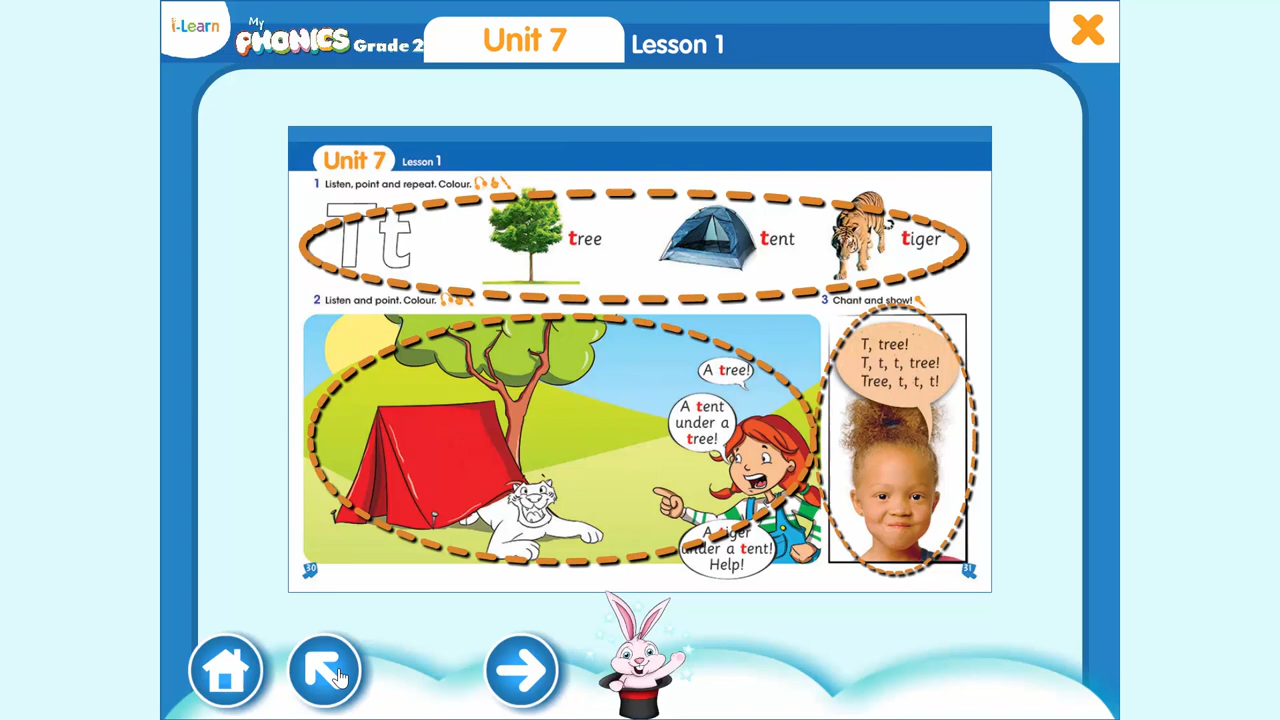 i-Learn
My
PHONICS Grade 2
Unit 7
Lesson 1
Unit 7 Lesson 1
1 Listen, point and repeat. Colour.
Tt
tree
tent
tiger
2 Listen and point. Colour.
3 Chant and show!
A tree!
A tent
under a
tree!
A tiger
under a tent!
Help!
T, tree!
T, t, t, tree!
Tree, t, t, t!
30
31